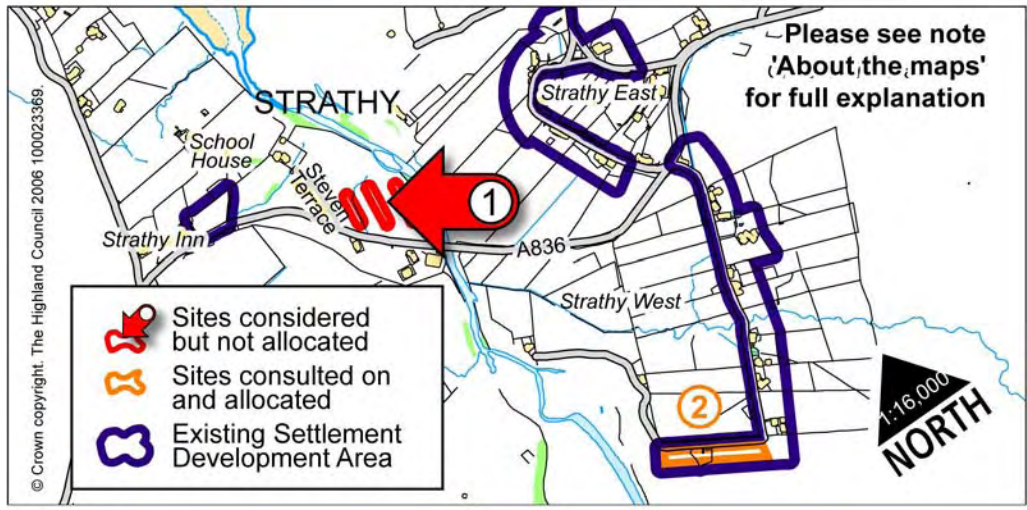 Please see note
'About the maps'
for full explanation
STRATHY
Strathy East
School
House
Steven
Terrace
1
Strathy Inn
A836
Strathy West
Sites considered
but not allocated
Sites consulted on
and allocated
Existing Settlement
Development Area
2
1:16,000
NORTH
© Crown copyright. The Highland Council 2006 100023369.